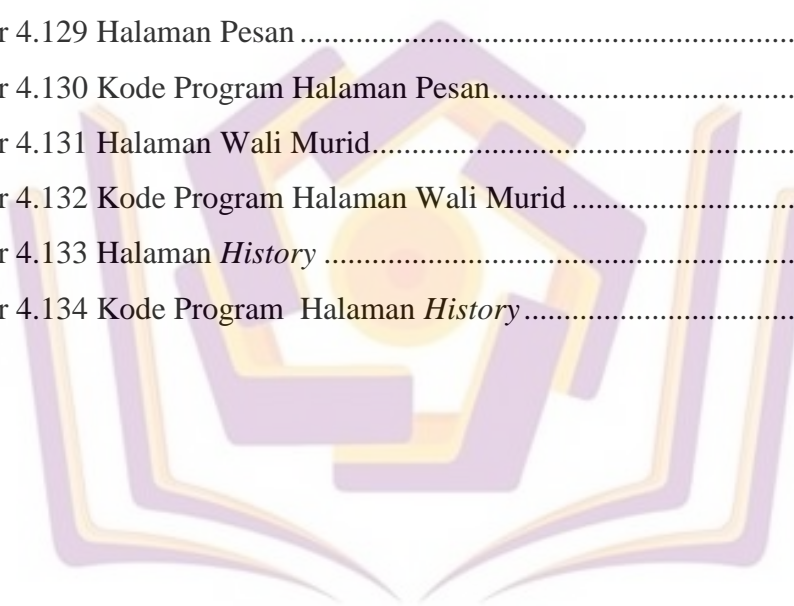 r 4.129 Halaman Pesan ................................................................
r 4.130 Kode Program Halaman Pesan........................................
r 4.131 Halaman Wali Murid.......................................................
r 4.132 Kode Program Halaman Wali Murid ..............................
r 4.133 Halaman History .............................................................
r 4.134 Kode Program  Halaman History....................................